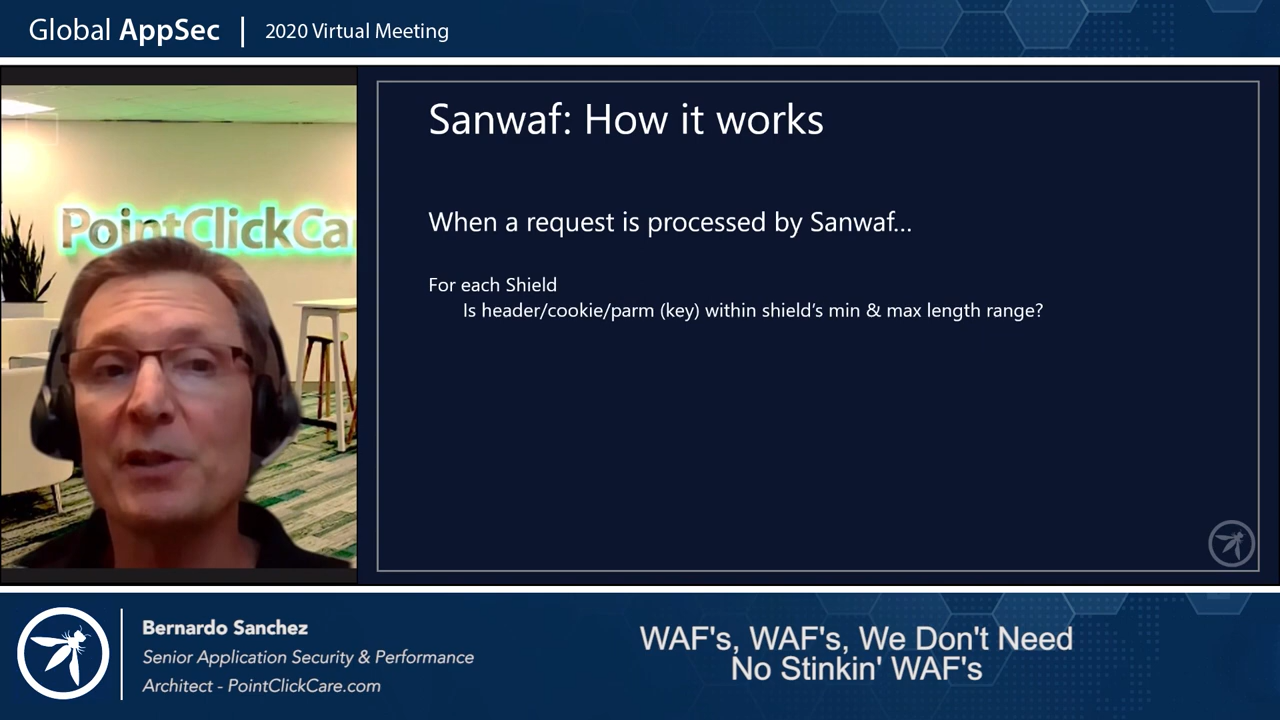 Global AppSec | 2020 Virtual Meeting
PointClickCa
Sanwaf: How it works
When a request is processed by Sanwaf...
For each Shield
Is header/cookie/parm (key) within shield's min & max length range?
Bernardo Sanchez
Senior Application Security & Performance
Architect - PointClickCare.com
WAF's, WAF's, We Don't Need
No Stinkin' WAF's